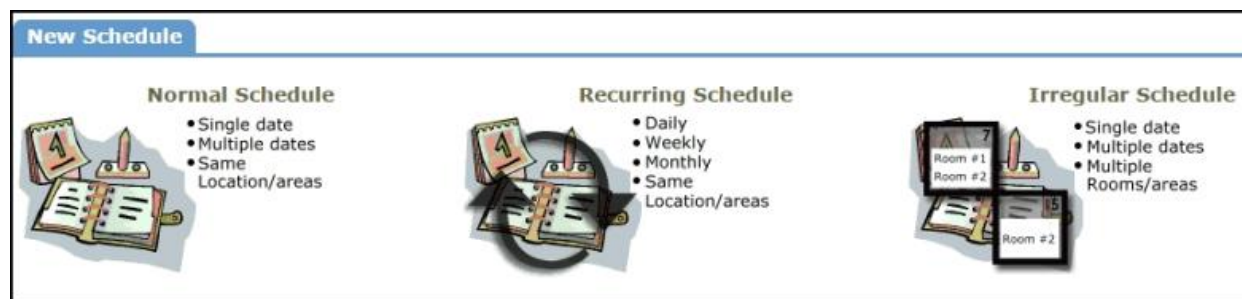 New Schedule
Normal Schedule
• Single date
• Multiple dates
• Same
Location/areas
1
Recurring Schedule
• Daily
• Weekly
• Monthly
• Same
Location/areas
1
Irregular Schedule
• Single date
• Multiple dates
• Multiple
Rooms/areas
7
Room #1
Room #2
15
Room #2